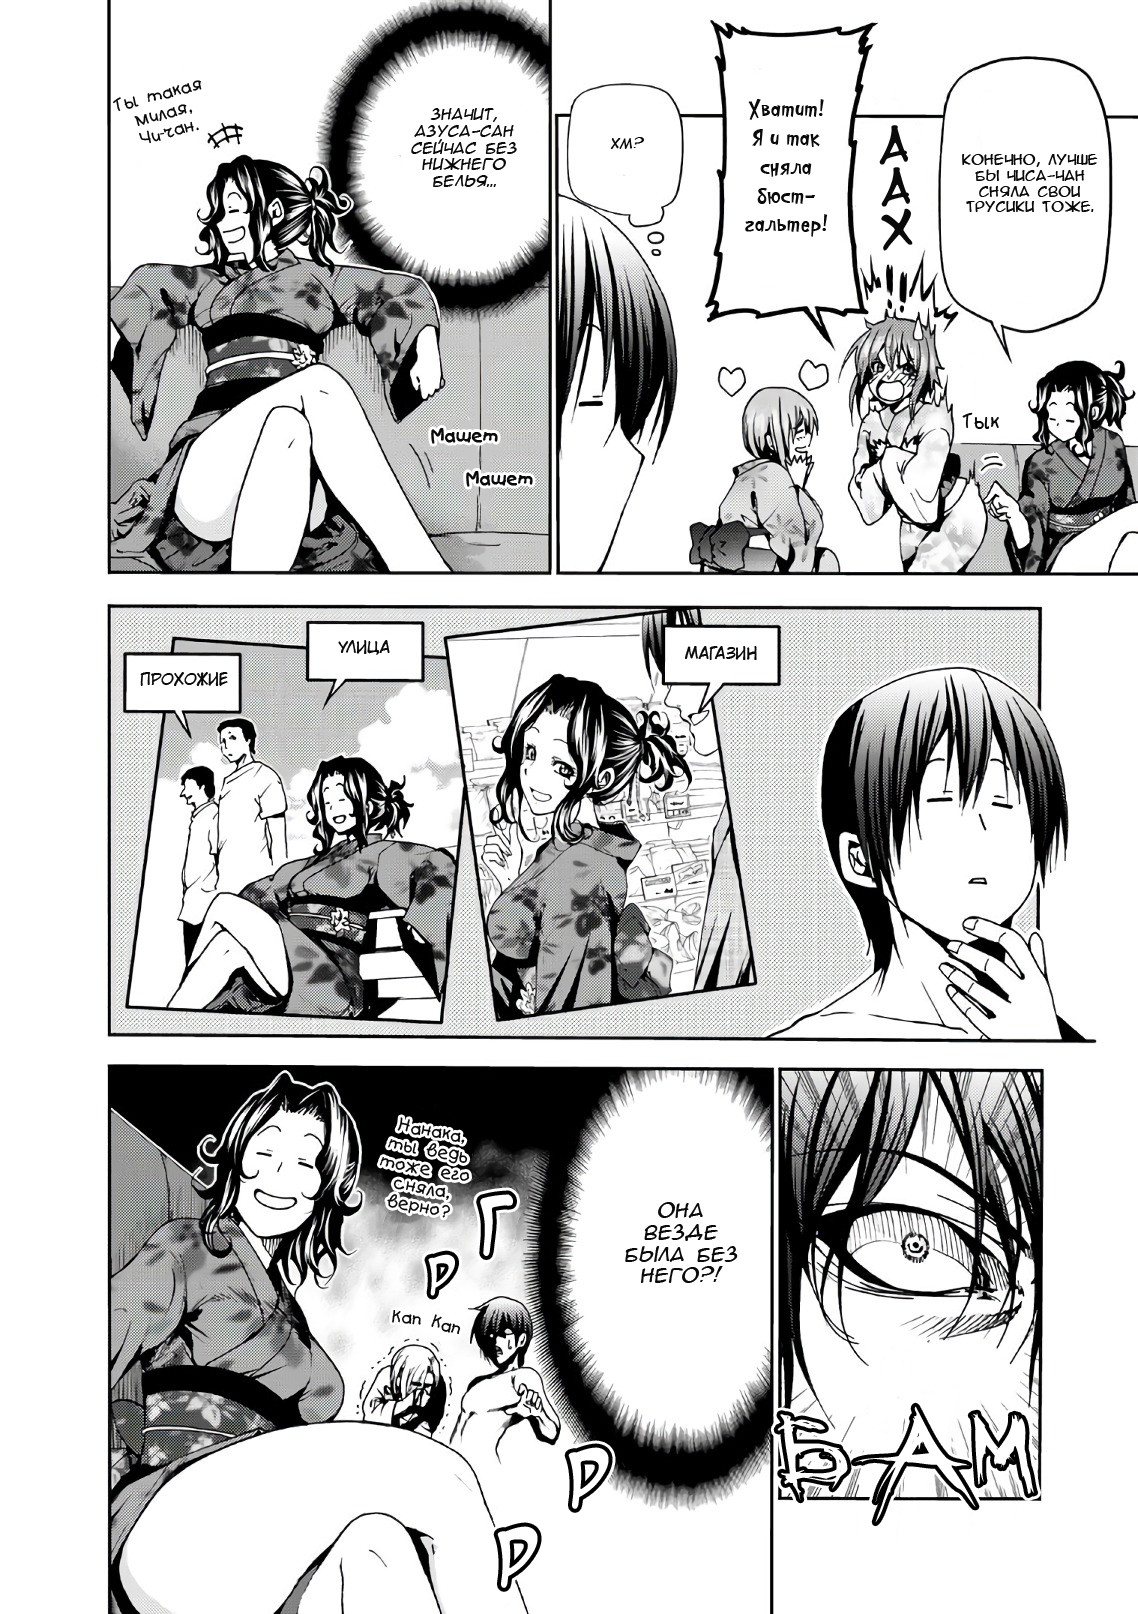 КОНЕЧНО, ЛУЧШЕ
БЫ ЧИСА-ЧАН
СНЯЛА СВОИ
ТРУСИКИ ТОЖЕ.
ААХ
Хватит!
Я и так
сняла
бюст-
гальтер!
Тык
ХМ?
ЗНАЧИТ,
АЗУСА-САН
СЕЙЧАС БЕЗ
НИЖНЕГО
БЕЛЬЯ...
Ты такая
милая,
Чи-чан.
Машет
Машет
МАГАЗИН
УЛИЦА
ПРОХОЖИЕ
БАМ
ОНА
ВЕЗДЕ
БЫЛА БЕЗ
НЕГО?!
Нанака,
ты ведь
тоже его
сняла,
верно?
Кап Кап
Г
Р
Р
Р